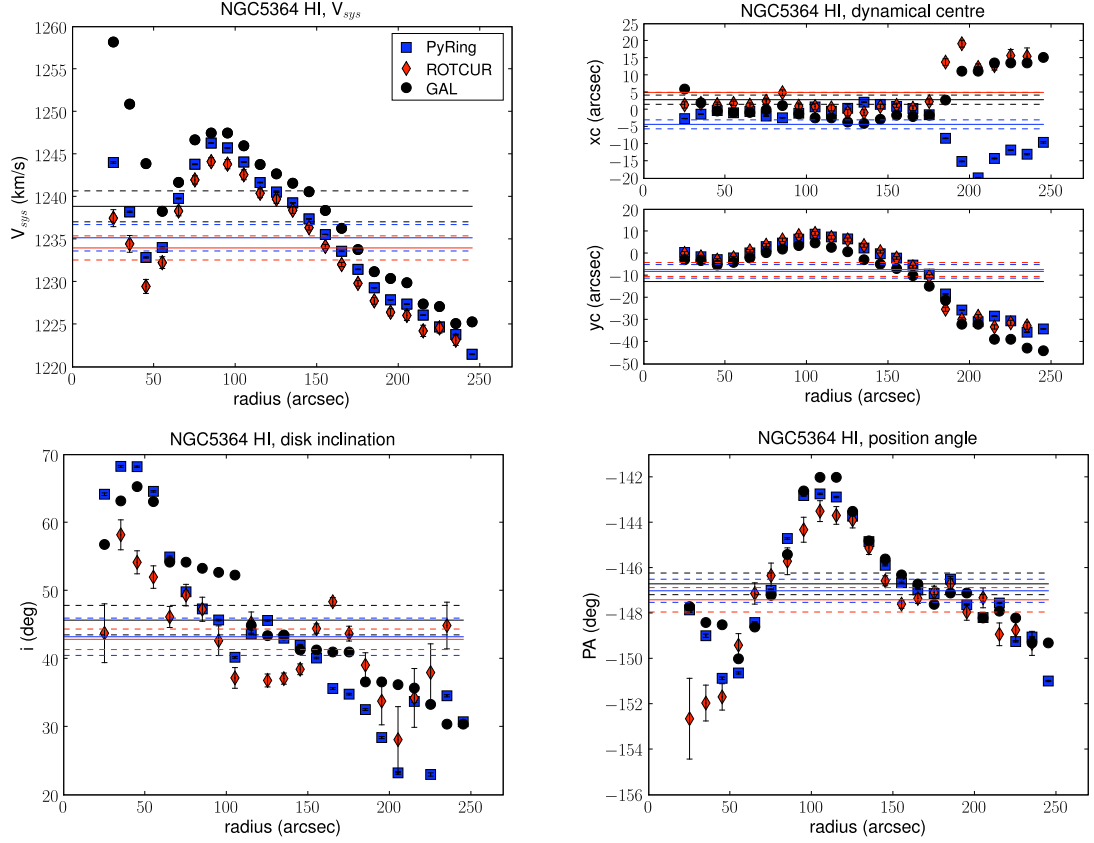 NGC5364 HI, V_sys
1260
1255
1250
1245
1240
1235
1230
1225
1220
V_sys (km/s)
PyRing
ROTCUR
GAL
0 50 100 150 200 250
radius (arcsec)
NGC5364 HI, dynamical centre
25
20
15
10
5
0
−5
−10
−15
20
xc (arcsec)
0 50 100 150 200 250
20
10
0
−10
−20
−30
−40
−50
yc (arcsec)
0 50 100 150 200 250
radius (arcsec)
NGC5364 HI, disk inclination
70
60
50
40
30
20
i (deg)
0 50 100 150 200 250
radius (arcsec)
NGC5364 HI, position angle
−142
−144
−146
−148
−150
−152
−154
−156
PA (deg)
0 50 100 150 200 250
radius (arcsec)